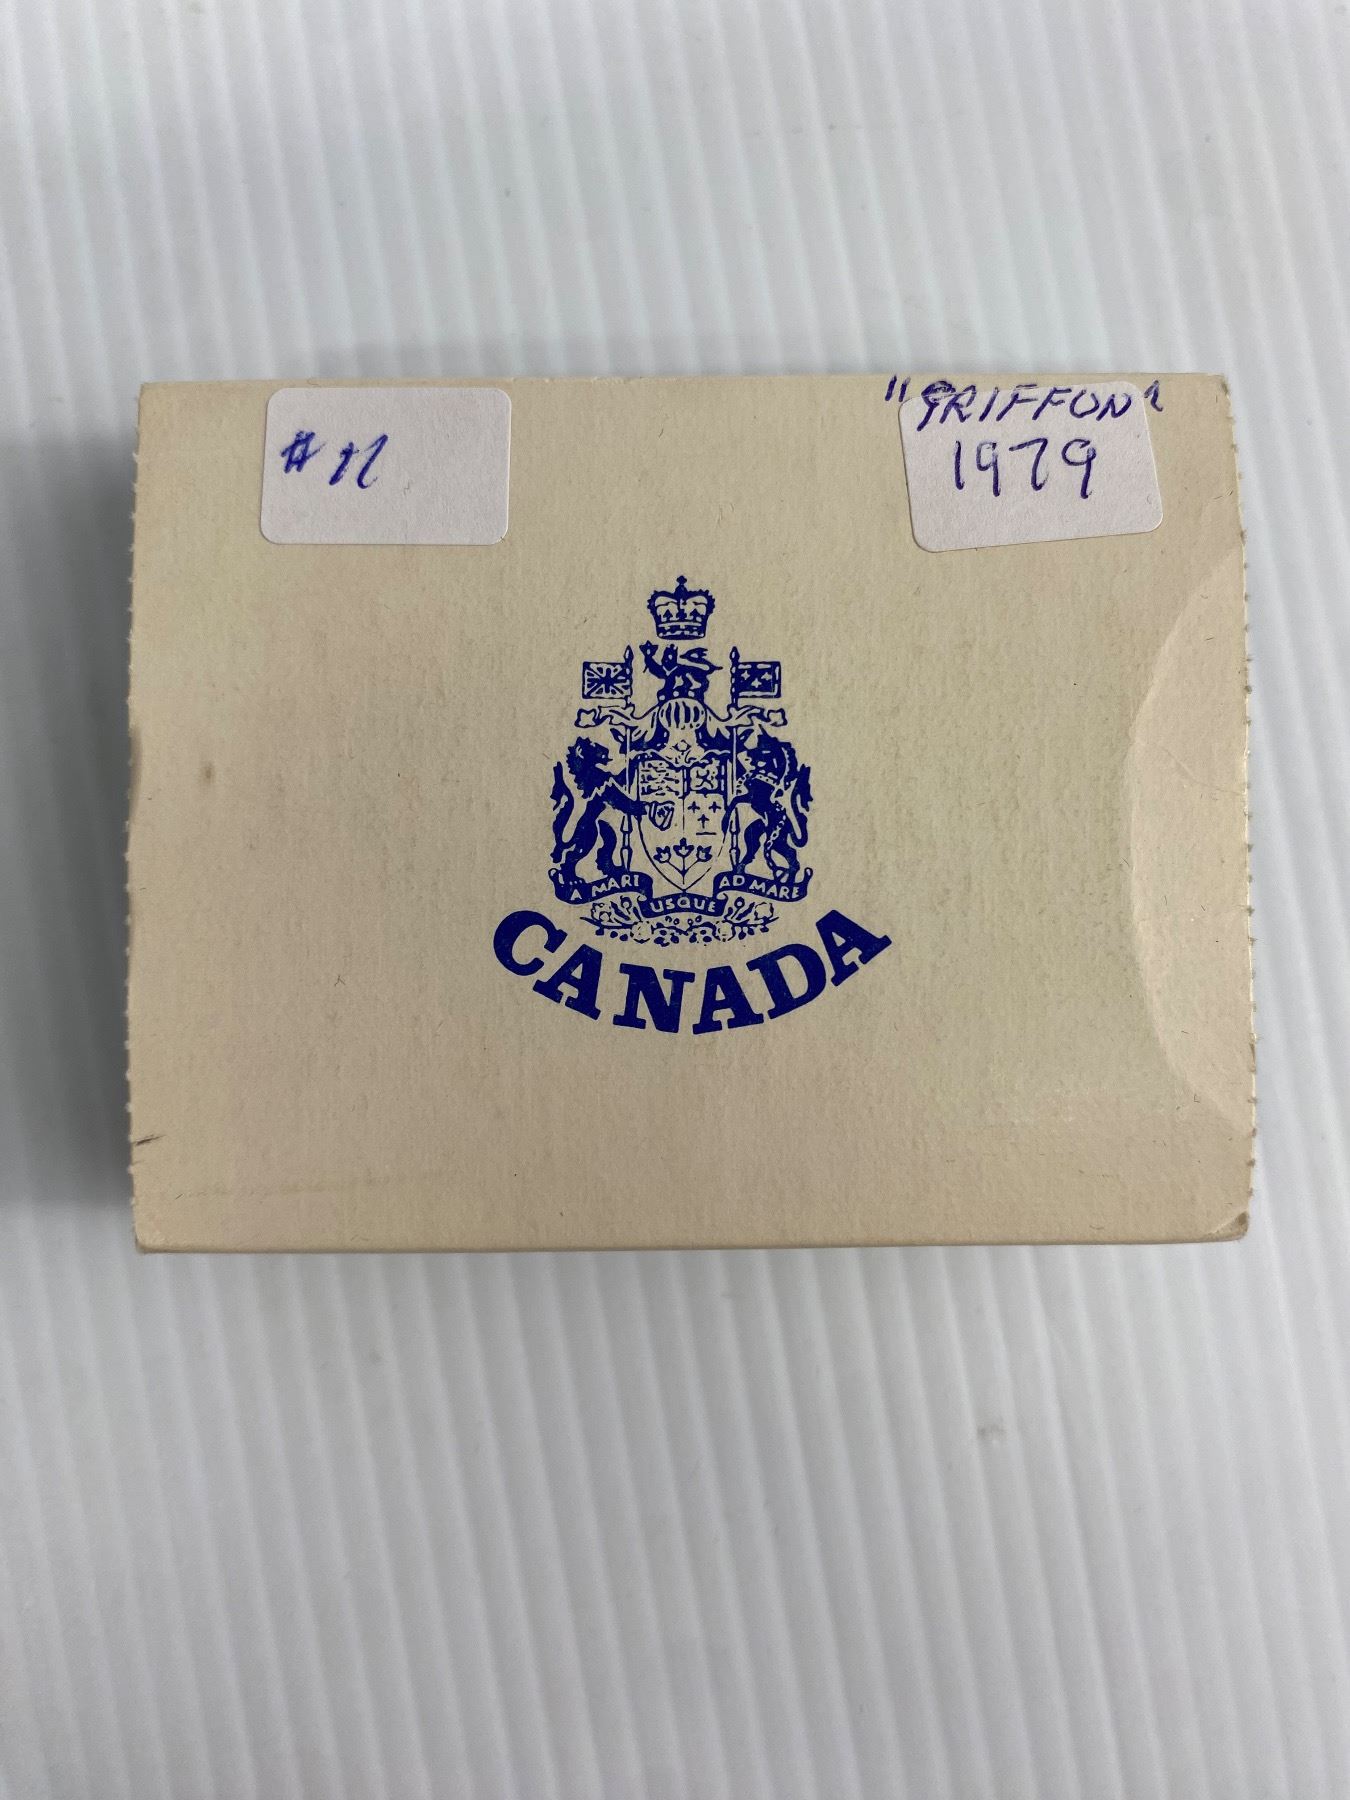 #11
"GRIFFON"
1979
A MARI USQUE AD MARE
CANADA